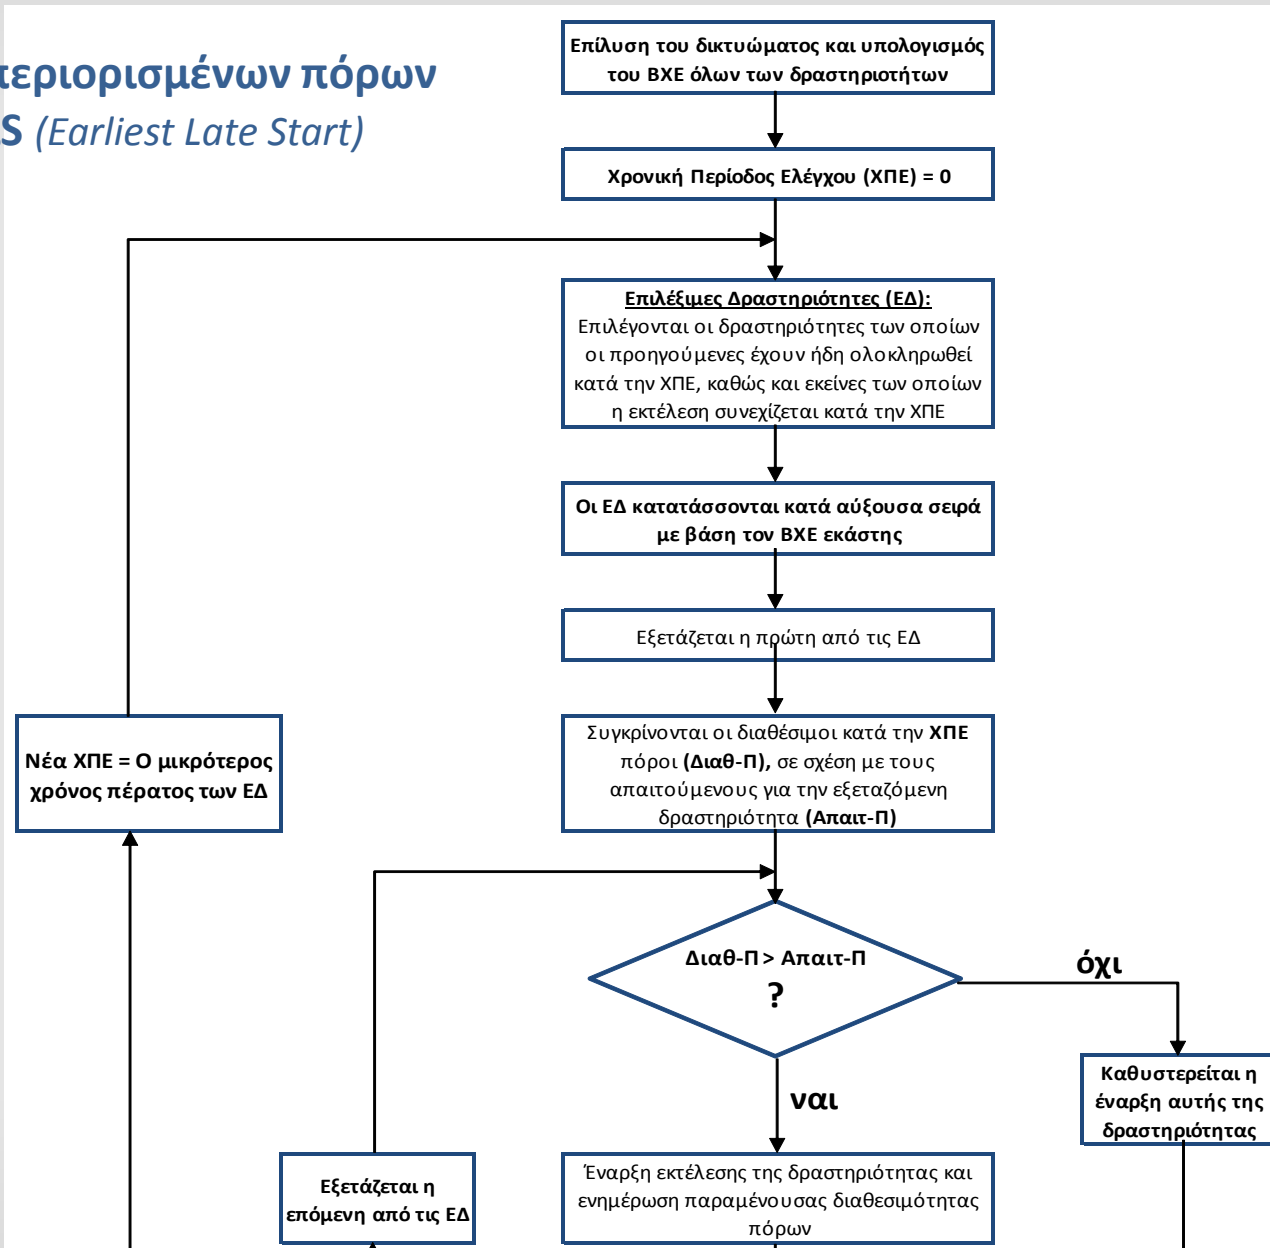 περιορισμένων πόρων
S (Earliest Late Start)
Επίλυση του δικτυώματος και υπολογισμός
του ΒΧΕ όλων των δραστηριοτήτων
Χρονική Περίοδος Ελέγχου (ΧΠΕ) = 0
Επιλέξιμες Δραστηριότητες (ΕΔ):
Επιλέγονται οι δραστηριότητες των οποίων
οι προηγούμενες έχουν ήδη ολοκληρωθεί
κατά την ΧΠΕ, καθώς και εκείνες των οποίων
η εκτέλεση συνεχίζεται κατά την ΧΠΕ
Οι ΕΔ κατατάσσονται κατά αύξουσα σειρά
με βάση τον ΒΧΕ εκάστης
Εξετάζεται η πρώτη από τις ΕΔ
Νέα ΧΠΕ = Ο μικρότερος
χρόνος πέρατος των ΕΔ
Συγκρίνονται οι διαθέσιμοι κατά την ΧΠΕ
πόροι (Διαθ-Π), σε σχέση με τους
απαιτούμενους για την εξεταζόμενη
δραστηριότητα (Απαιτ-Π)
Διαθ-Π > Απαιτ-Π
?
όχι
ναι
Καθυστερείται η
έναρξη αυτής της
δραστηριότητας
Εξετάζεται η
επόμενη από τις ΕΔ
Έναρξη εκτέλεσης της δραστηριότητας και
ενημέρωση παραμένουσας διαθεσιμότητας
πόρων